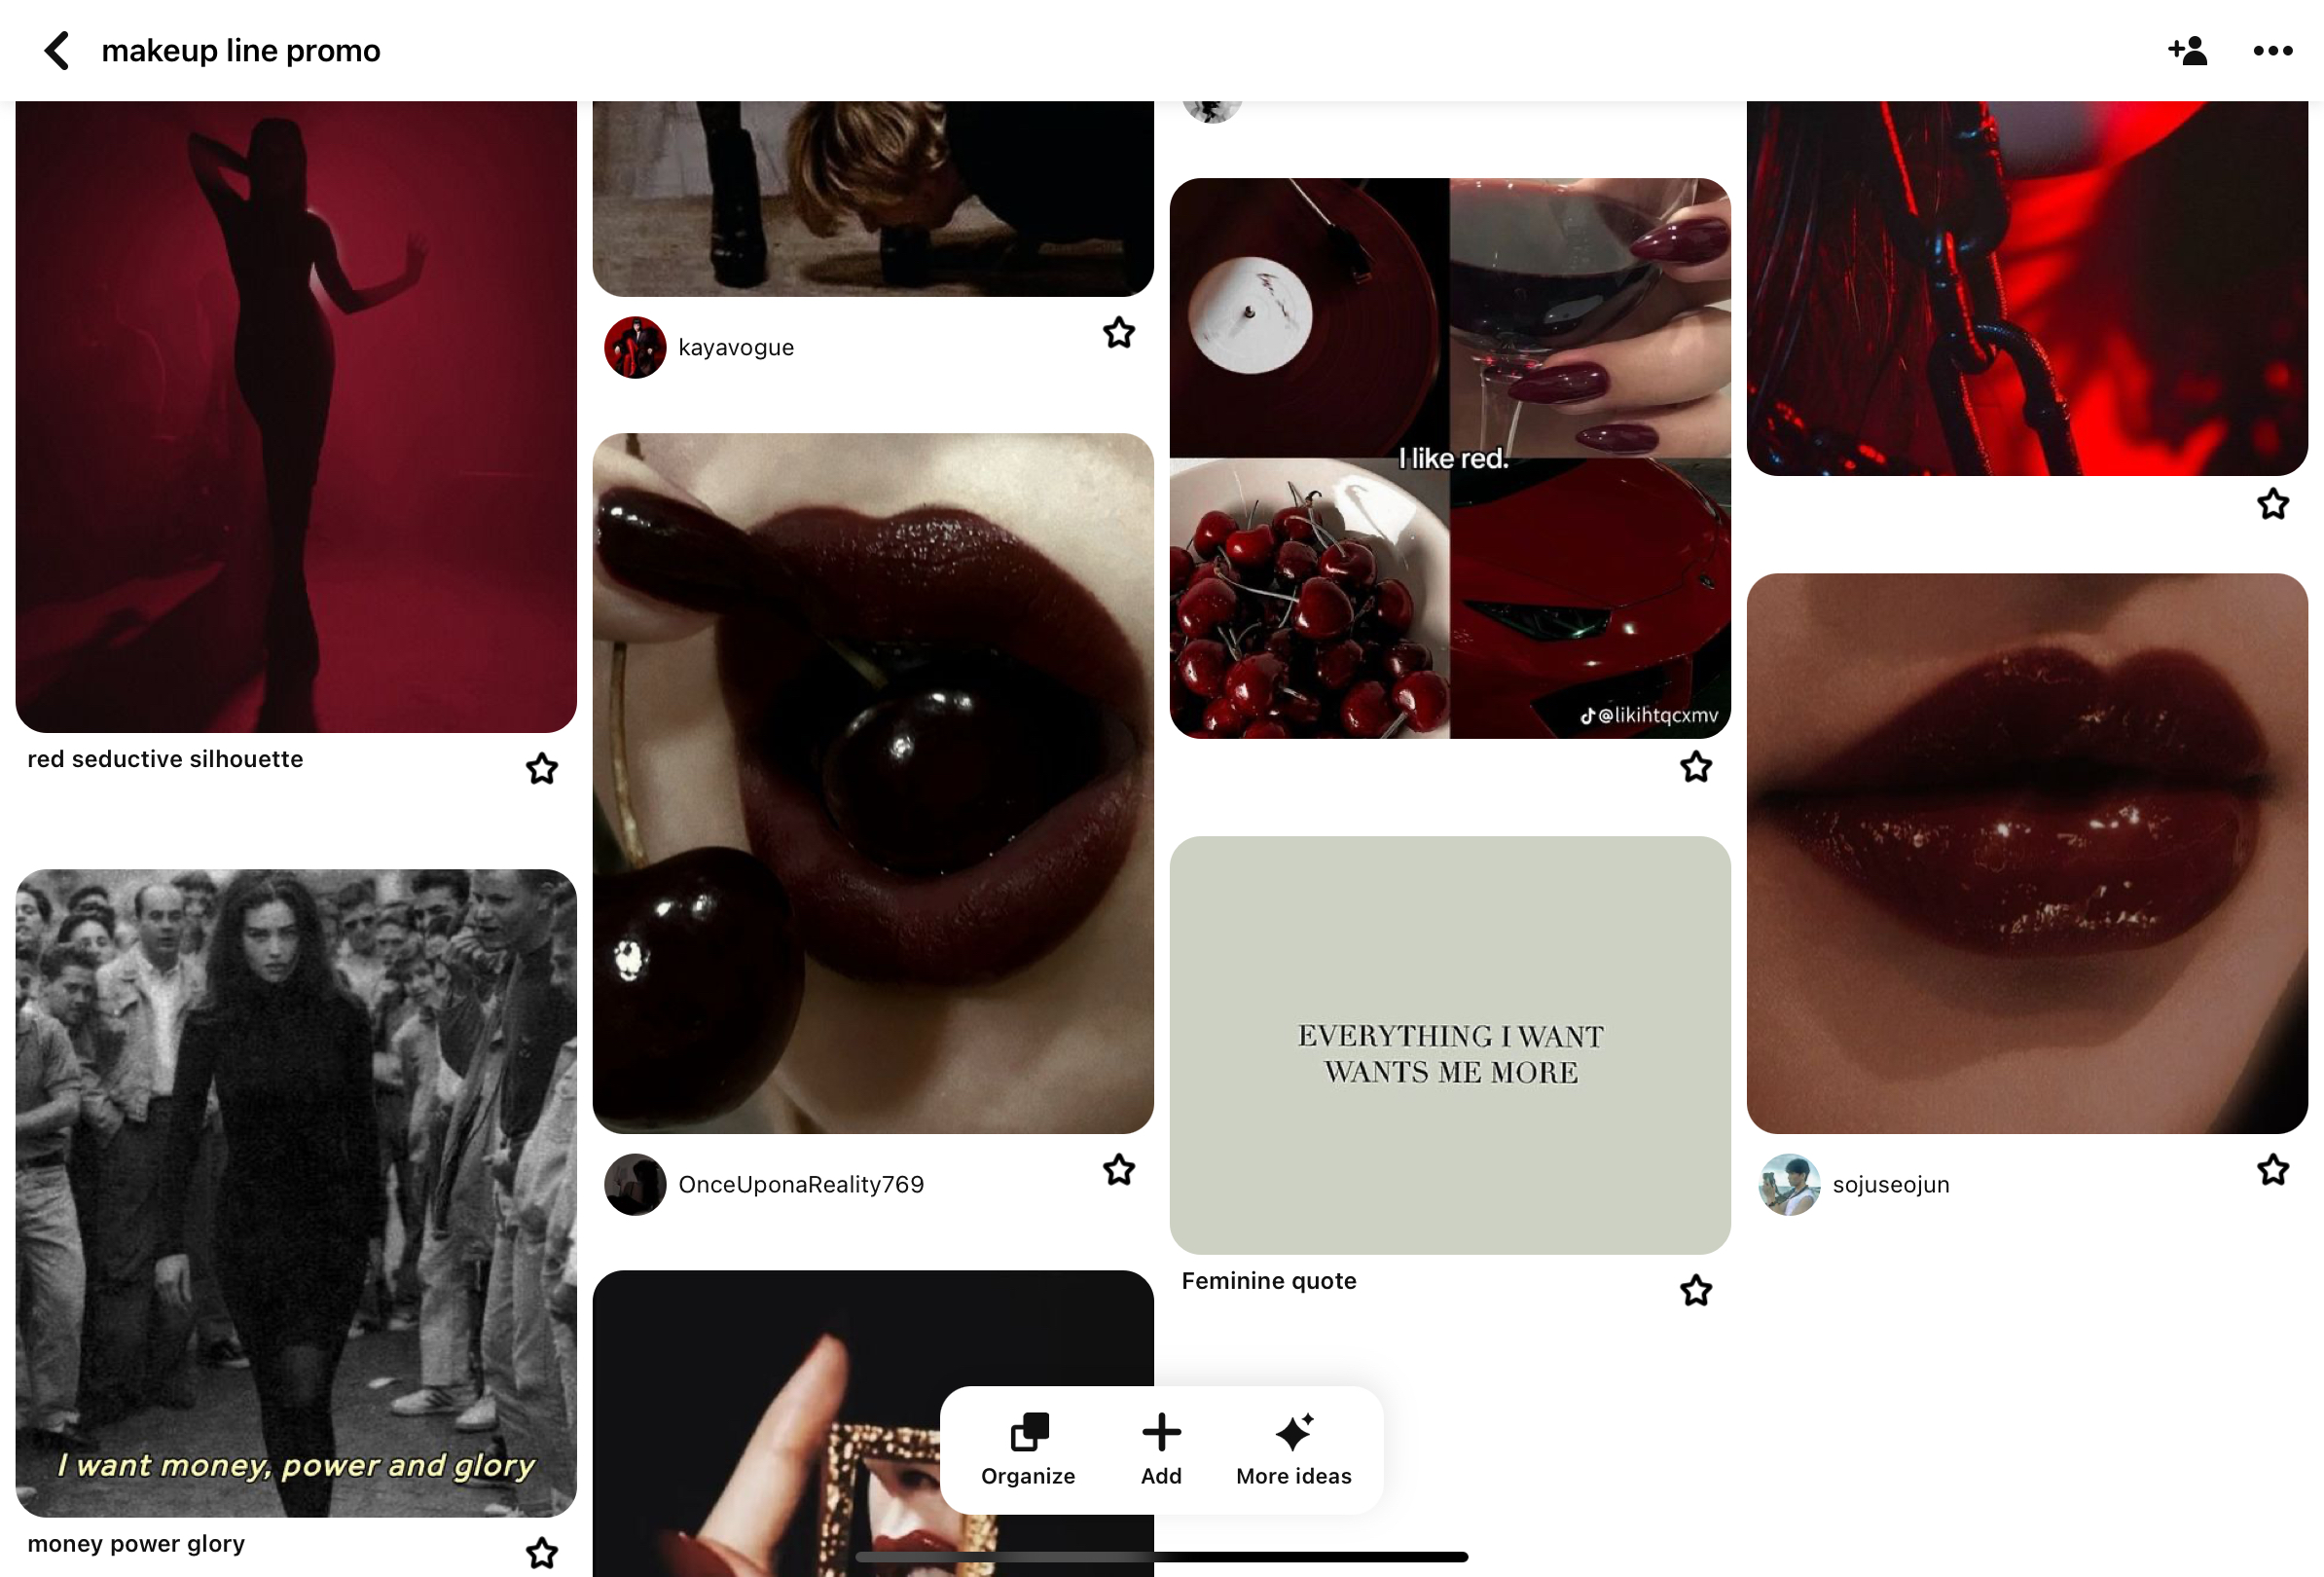 makeup line promo
red seductive silhouette
I want money, power and glory
money power glory
kayavogue
OnceUponaReality769
I like red.
@likihtqcxmv
EVERYTHING I WANT
WANTS ME MORE
Feminine quote
sojuseojun
Organize
Add
More ideas